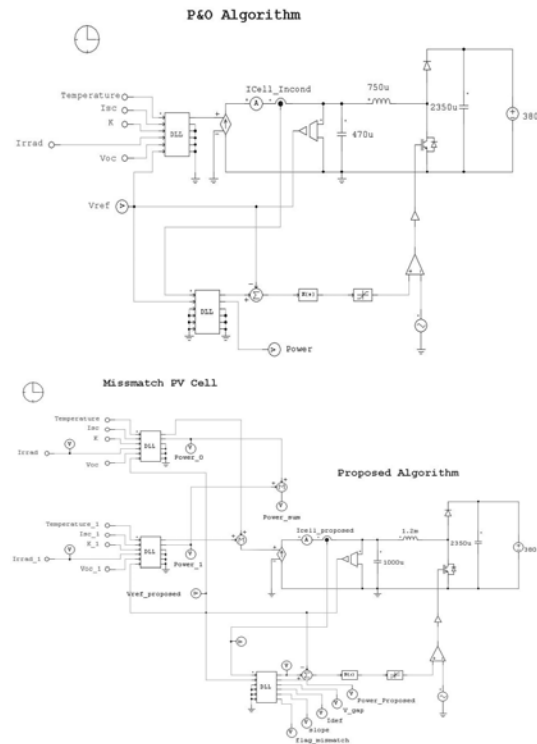 P&O Algorithm
Temperature
Isc
K
Irrad
Voc
DLL
ICell_Incond
A
750u
470u
2350u
380
Vref
V
DLL
Σ
H(s)
V
Power
Missmatch PV Cell
Temperature
Isc
K
Irrad
V
Voc
DLL
V
Power_0
Proposed Algorithm
V
Power_sum
Temperature_1
Isc_1
K_1
Irrad_1
V
Voc_1
DLL
V
Power_1
Icell_proposed
A
1.2m
1000u
2350u
380
Vref_proposed
V
DLL
H(s)
Power_Proposed
V_gap
Idef
slope
flag_mismatch